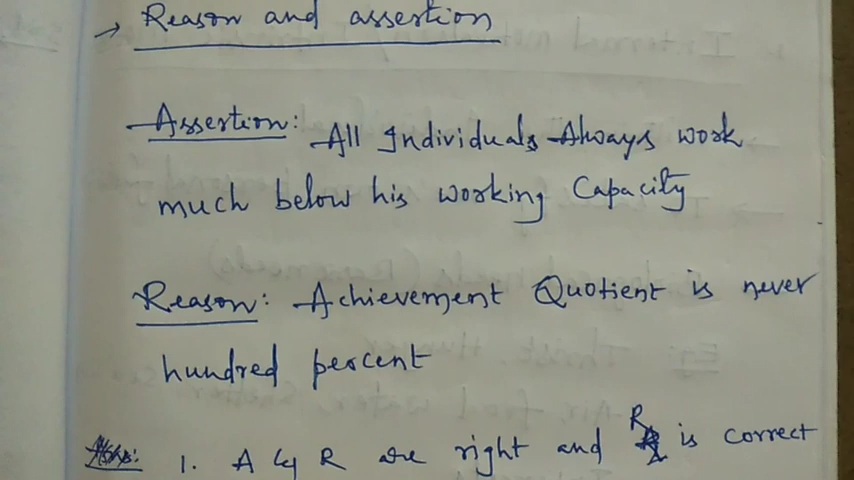 → Reason and assertion
Assertion: All Individuals Always work
much below his working Capacity
Reason: Achievement Quotient is never
hundred percent
1. A & R are right and R is correct